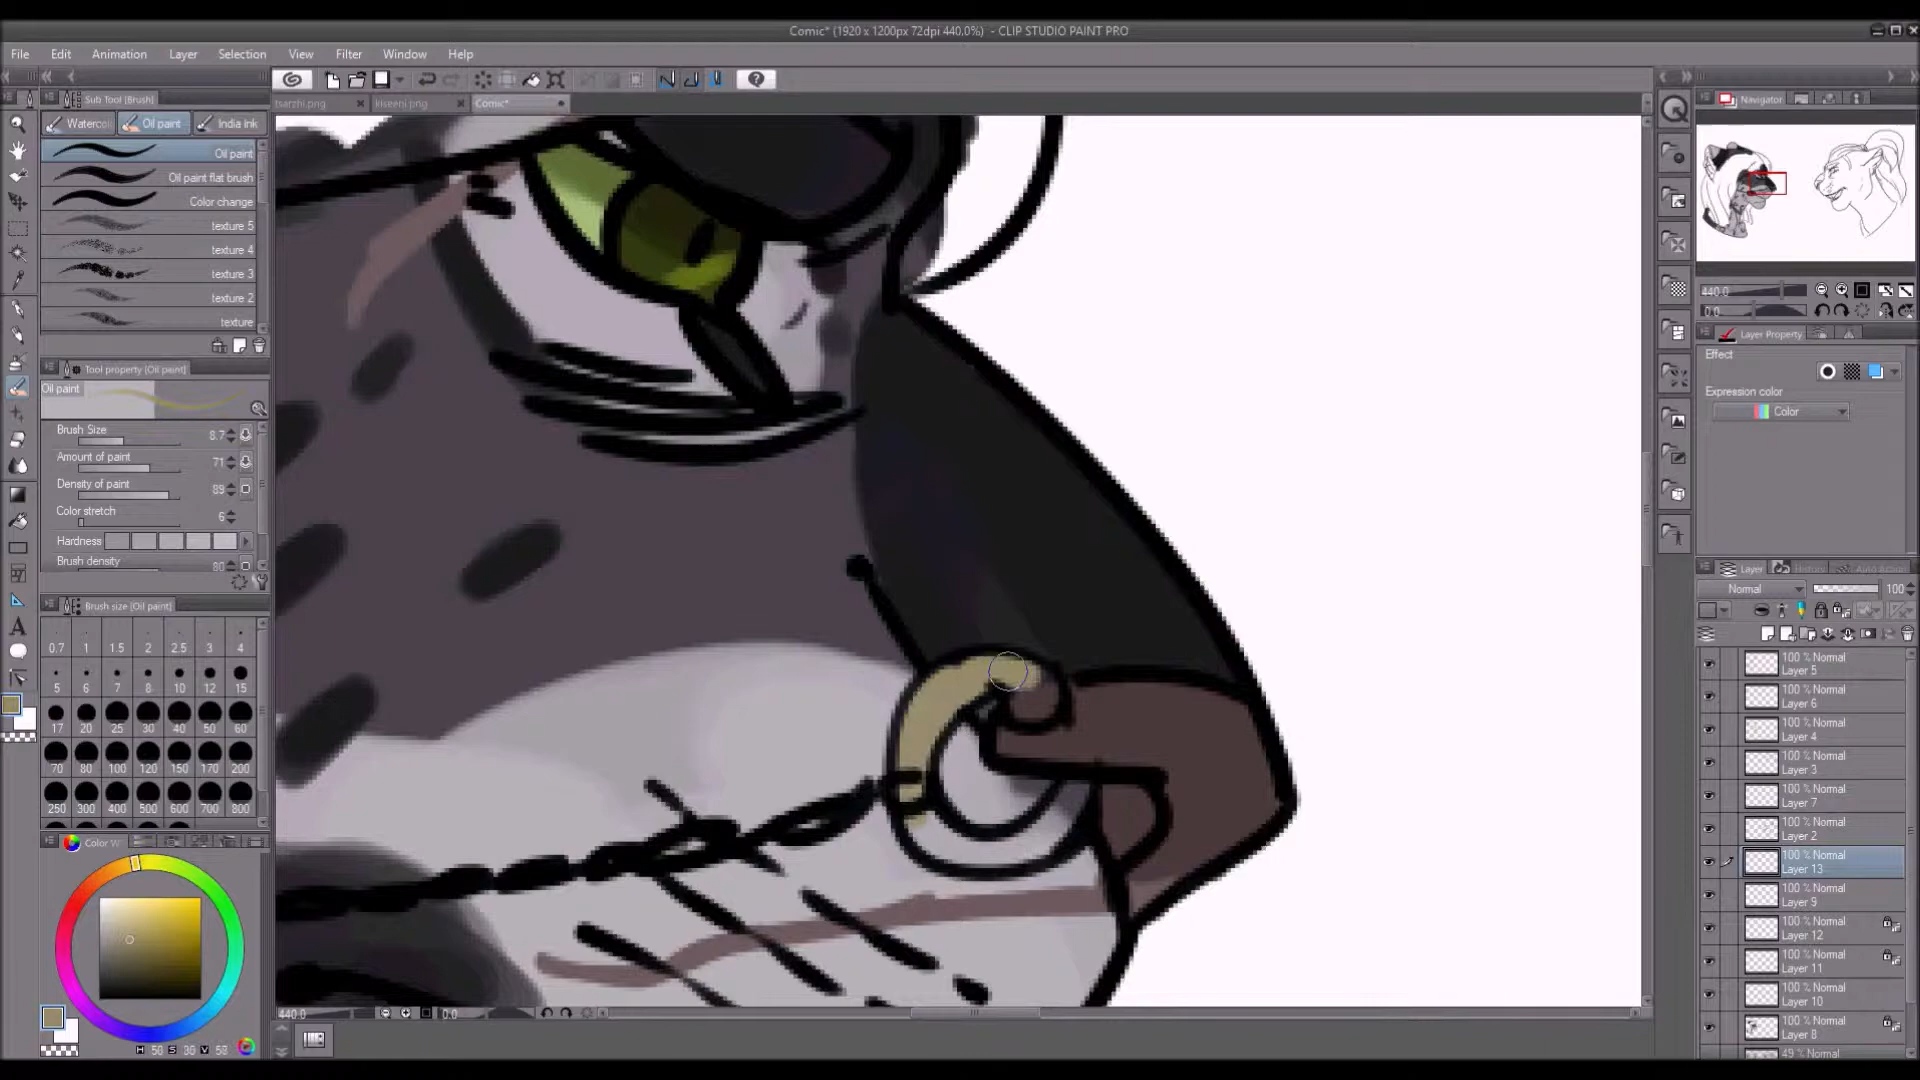 Comic* (1920 x 1200px 72dpi 440.0%) - CLIP STUDIO PAINT PRO
File Edit Animation Layer Selection View Filter Window Help
Sub Tool [Brush]
tsarzhi.png kiseeni.png Comic*
Navigator
Oil paint India ink
Oil paint
Oil paint flat brush
Color change
texture 5
texture 4
texture 3
texture 2
texture
440.0
0.0
Layer Property
Effect
Expression color
Color
Tool property [Oil paint]
Oil paint
Brush Size 8.7
Amount of paint 71
Density of paint 89
Color stretch 6
Hardness
Brush density 80
Brush size [Oil paint]
0.7 1 1.5 2 2.5 3 4
5 6 7 8 10 12 15
17 20 25 30 40 50 60
70 80 100 120 150 170 200
250 300 400 500 600 700 800
Color W
Layer History
Normal 100
100 % Normal
Layer 5
100 % Normal
Layer 6
100 % Normal
Layer 4
100 % Normal
Layer 3
100 % Normal
Layer 7
100 % Normal
Layer 2
100 % Normal
Layer 13
100 % Normal
Layer 9
100 % Normal
Layer 12
100 % Normal
Layer 11
100 % Normal
Layer 10
100 % Normal
Layer 8
49 % Normal
440.0 0.0